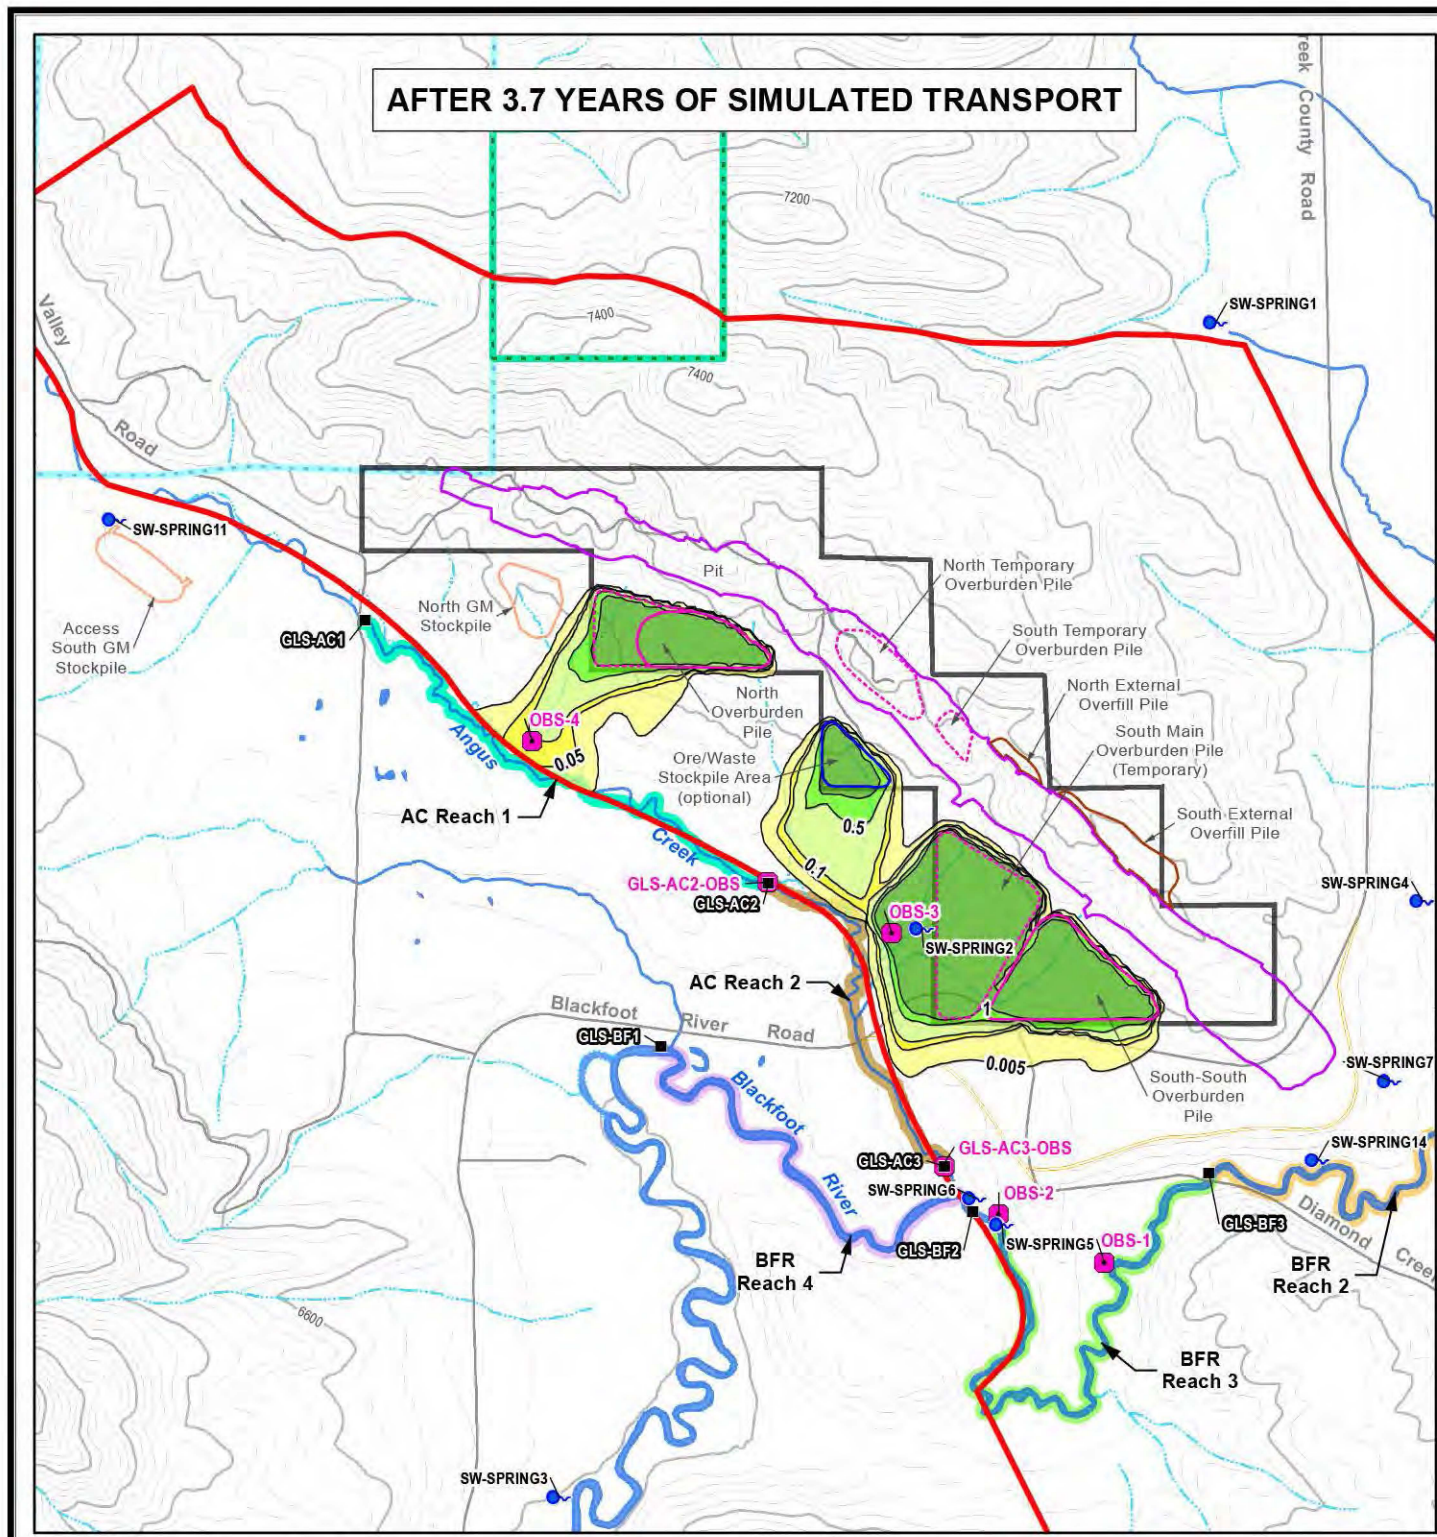 AFTER 3.7 YEARS OF SIMULATED TRANSPORT
reek County Road
7200
SW-SPRING1
7400
7400
Valley
Road
SW-SPRING11
Pit
North Temporary
Overburden Pile
North GM
Stockpile
South Temporary
Overburden Pile
Access
South GM
Stockpile
GLS-AC1
North External
Overfill Pile
North
Overburden
Pile
OBS-4
South Main
Overburden Pile
(Temporary)
Angus
0.05
Ore/Waste
Stockpile Area
(optional)
AC Reach 1
0.5
South External
Overfill Pile
Creek
0.1
GLS-AC2-OBS
GLS-AC2
SW-SPRING4
OBS-3
SW-SPRING2
AC Reach 2
1
Blackfoot River Road
GLS-BF1
0.005
SW-SPRING7
Blackfoot
South-South
Overburden
Pile
GLS-AC3-OBS
GLS-AC3
SW-SPRING14
River
SW-SPRING6
OBS-2
GLS-BF3
Diamond Creek
GLS-BF2
SW-SPRING5
OBS-1
BFR
Reach 4
BFR
Reach 2
6600
BFR
Reach 3
SW-SPRING3